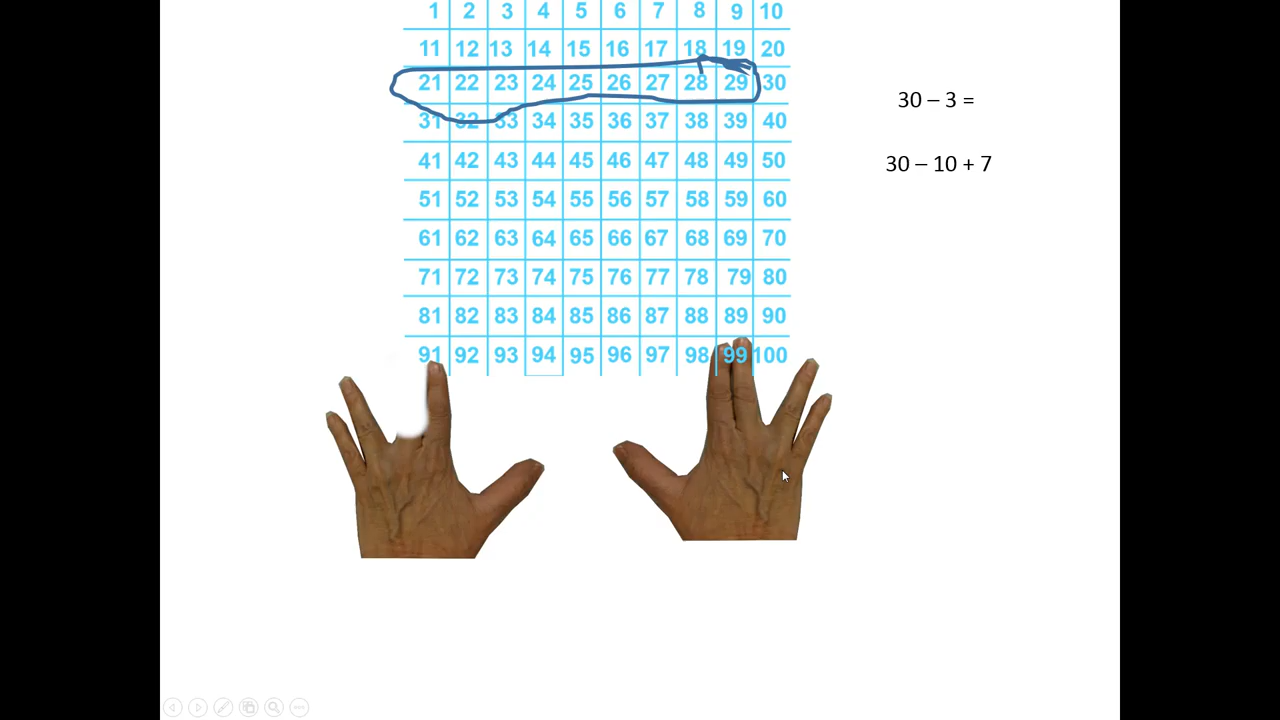 1 2 3 4 5 6 7 8 9 10
11 12 13 14 15 16 17 18 19 20
21 22 23 24 25 26 27 28 29 30
31 32 33 34 35 36 37 38 39 40
41 42 43 44 45 46 47 48 49 50
51 52 53 54 55 56 57 58 59 60
61 62 63 64 65 66 67 68 69 70
71 72 73 74 75 76 77 78 79 80
81 82 83 84 85 86 87 88 89 90
91 92 93 94 95 96 97 98 99 100
30 – 3 =
30 – 10 + 7